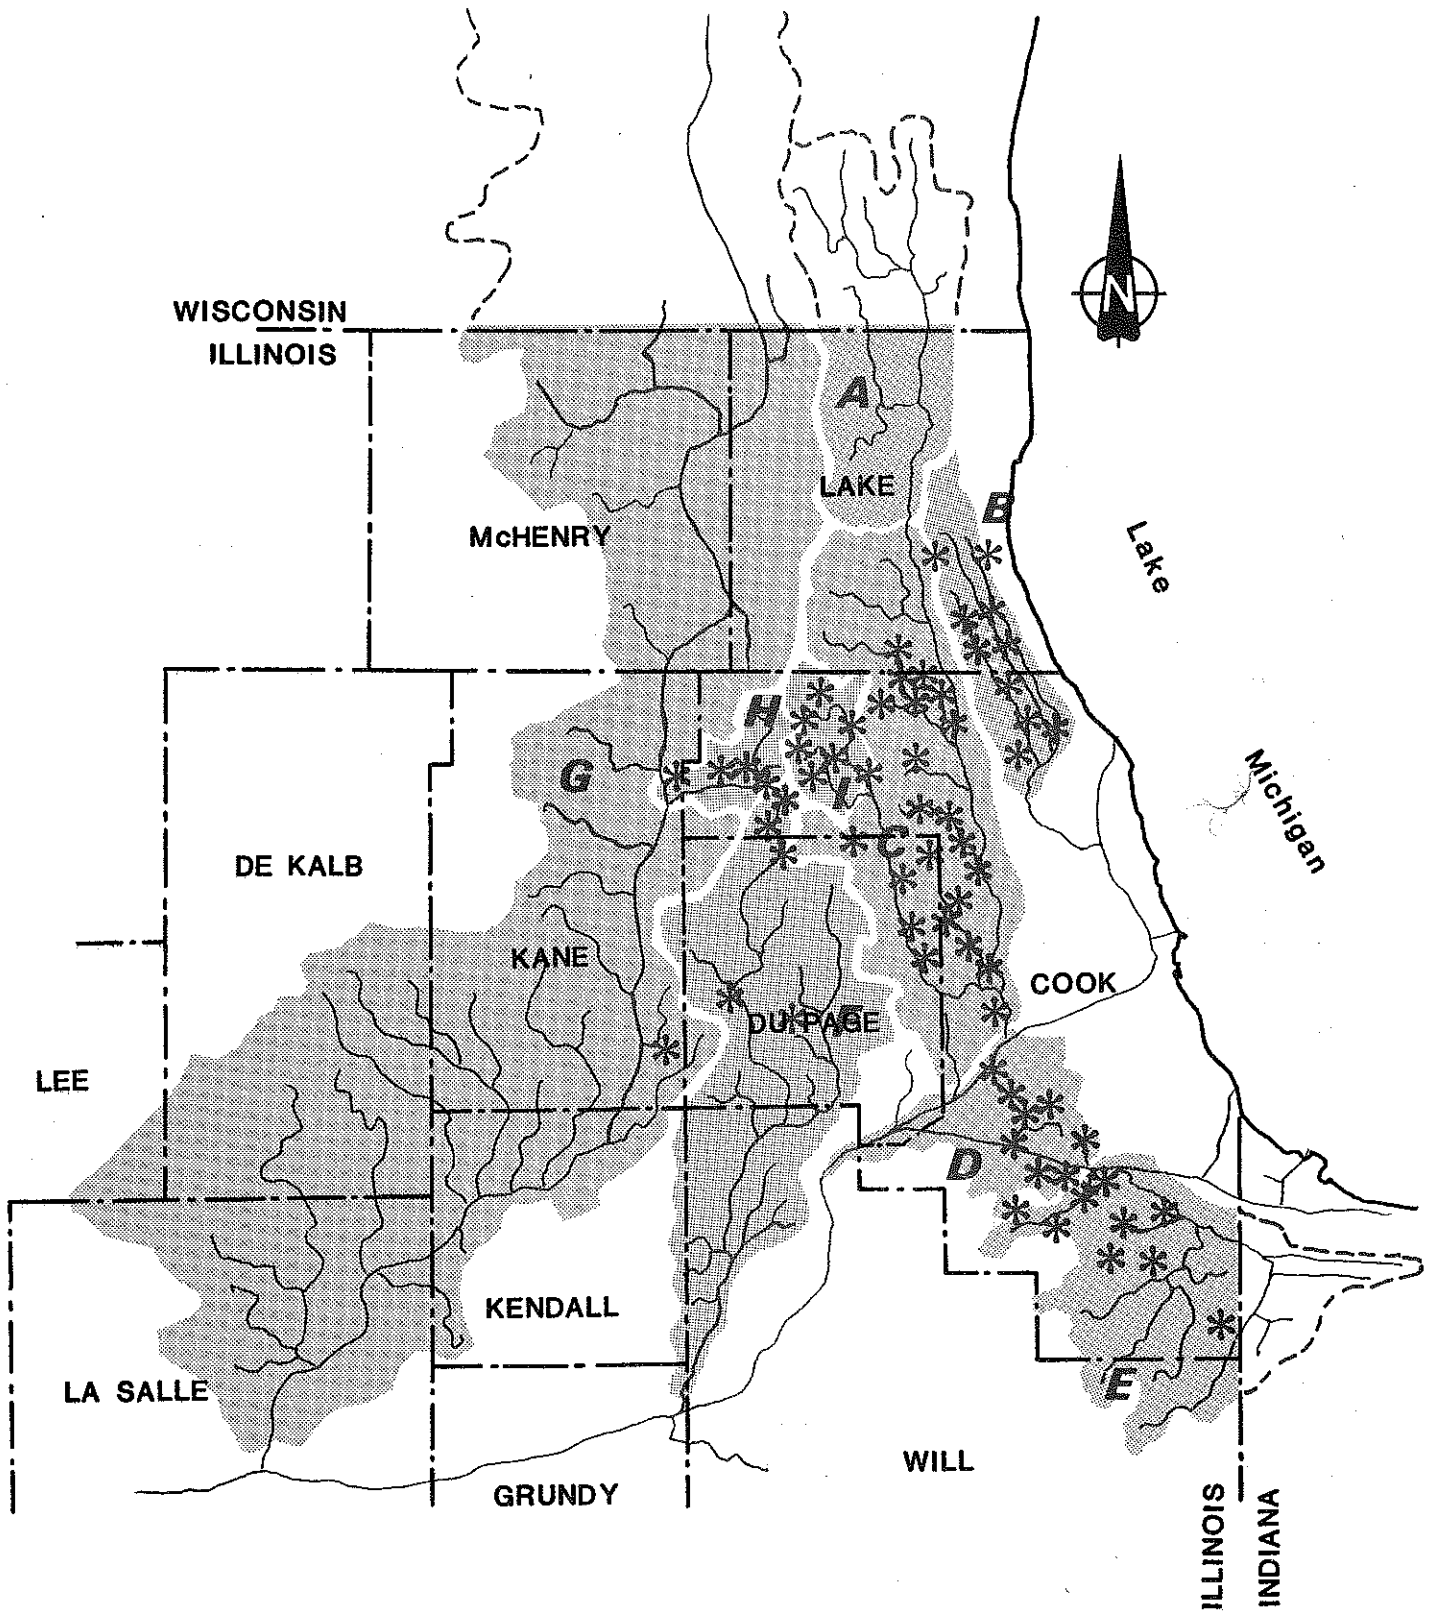 WISCONSIN
ILLINOIS
N
A
LAKE
B
McHENRY
Lake
H
G
I
Michigan
C
DE KALB
KANE
COOK
DU PAGE
F
LEE
D
KENDALL
E
LA SALLE
WILL
GRUNDY
ILLINOIS
INDIANA